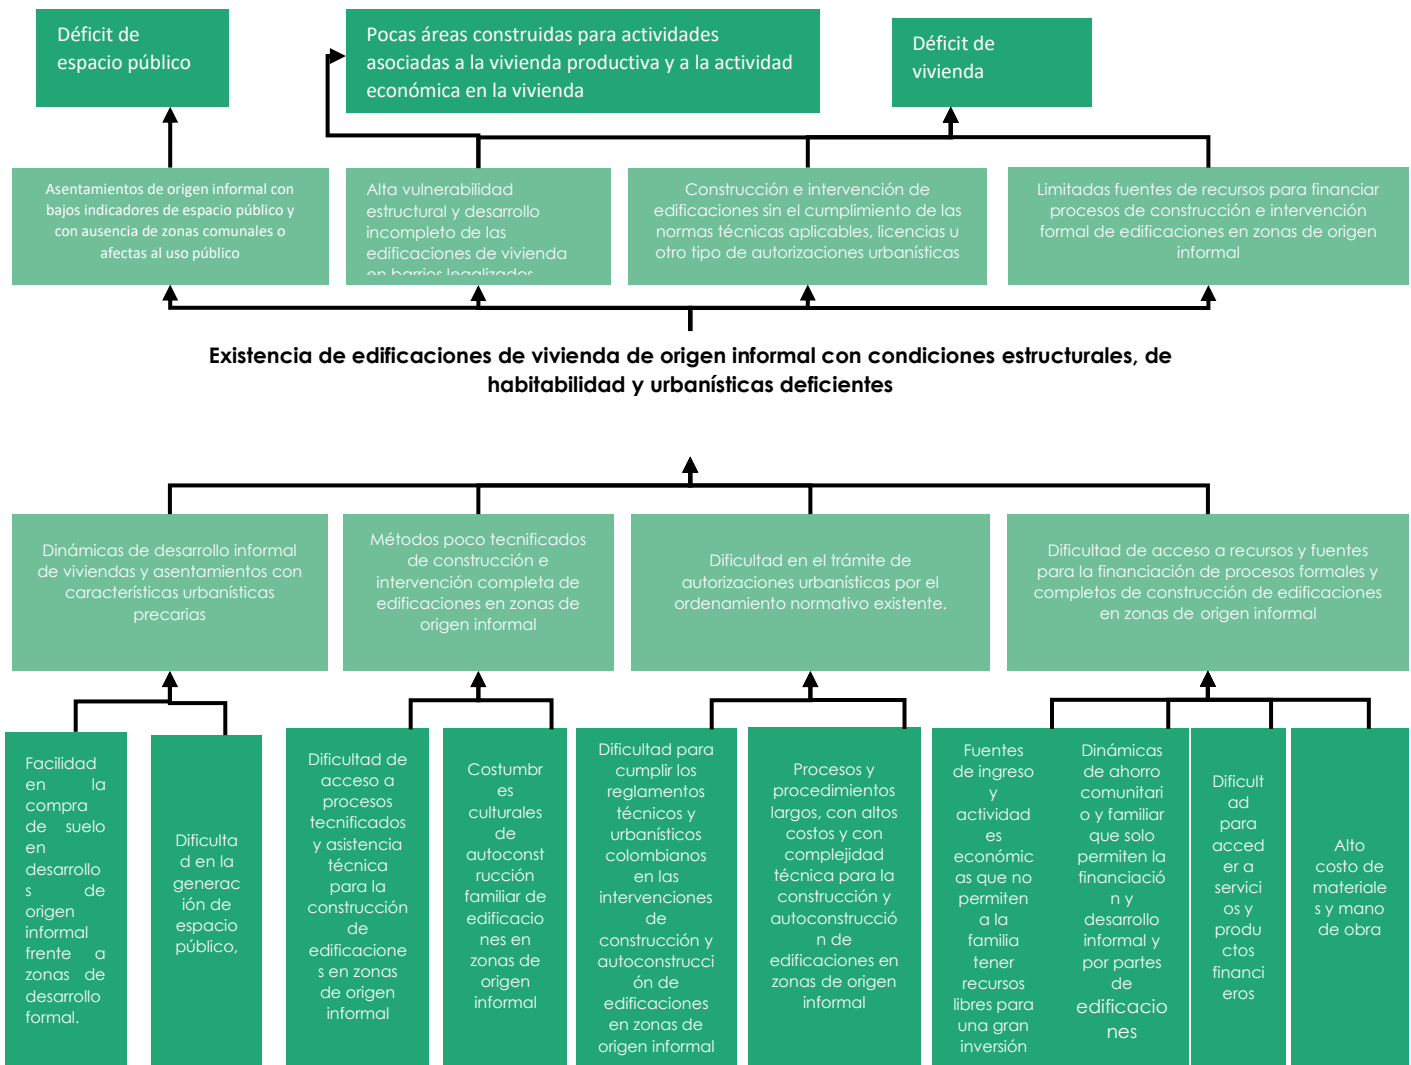 Déficit de
espacio público
Pocas áreas construidas para actividades
asociadas a la vivienda productiva y a la actividad
económica en la vivienda
Déficit de
vivienda
Asentamientos de origen informal con
bajos indicadores de espacio público y
con ausencia de zonas comunales o
afectas al uso público
Alta vulnerabilidad
estructural y desarrollo
incompleto de las
edificaciones de vivienda
en barrios legalizados
Construcción e intervención de
edificaciones sin el cumplimiento de las
normas técnicas aplicables, licencias u
otro tipo de autorizaciones urbanísticas
Limitadas fuentes de recursos para financiar
procesos de construcción e intervención
formal de edificaciones en zonas de origen
informal
Existencia de edificaciones de vivienda de origen informal con condiciones estructurales, de
habitabilidad y urbanísticas deficientes
Dinámicas de desarrollo informal
de viviendas y asentamientos con
características urbanísticas
precarias
Métodos poco tecnificados
de construcción e
intervención completa de
edificaciones en zonas de
origen informal
Dificultad en el trámite de
autorizaciones urbanísticas por el
ordenamiento normativo existente.
Dificultad de acceso a recursos y fuentes
para la financiación de procesos formales y
completos de construcción de edificaciones
en zonas de origen informal
Facilidad
en la
compra
de suelo
en
desarrollo
s de
origen
informal
frente a
zonas de
desarrollo
formal.
Dificulta
d en la
generac
ión de
espacio
público,
Dificultad de
acceso a
procesos
tecnificados
y asistencia
técnica
para la
construcción
de
edificacione
s en zonas
de origen
informal
Costumbr
es
culturales
de
autoconst
rucción
familiar de
edificacio
nes en
zonas de
origen
informal
Dificultad para
cumplir los
reglamentos
técnicos y
urbanísticos
colombianos
en las
intervenciones
de
construcción y
autoconstrucci
ón de
edificaciones
en zonas de
origen informal
Procesos y
procedimientos
largos, con altos
costos y con
complejidad
técnica para la
construcción y
autoconstrucció
n de
edificaciones en
zonas de origen
informal
Fuentes
de ingreso
y
actividad
es
económic
as que no
permiten
a la
familia
tener
recursos
libres para
una gran
inversión
Dinámicas
de ahorro
comunitari
o y familiar
que solo
permiten la
financiació
n y
desarrollo
informal y
por partes
de
edificacio
nes
Dificult
ad
para
acced
er a
servici
os y
produ
ctos
financi
eros
Alto
costo de
materiale
s y mano
de obra